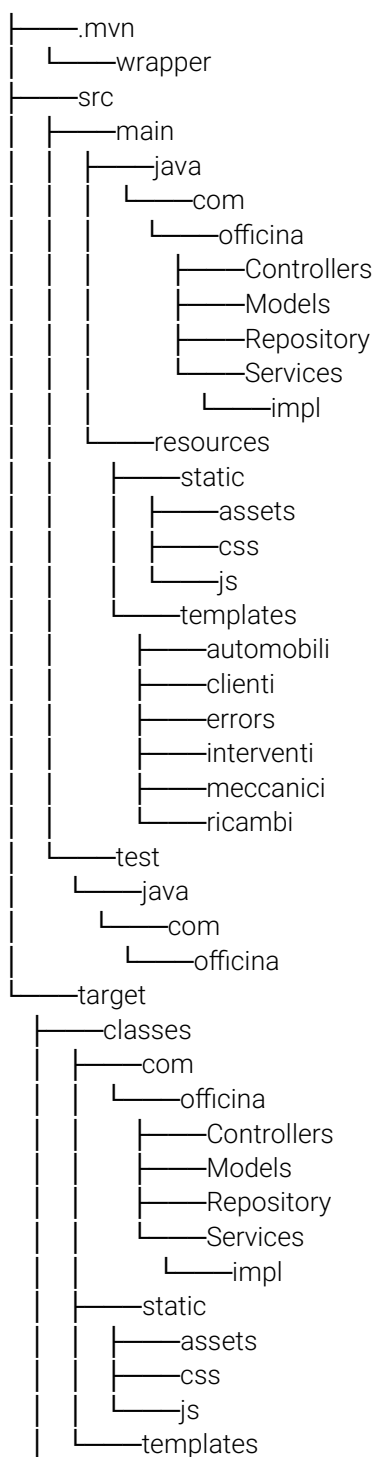 .mvn
wrapper
src
main
java
com
officina
Controllers
Models
Repository
Services
impl
resources
static
assets
css
js
templates
automobili
clienti
errors
interventi
meccanici
ricambi
test
java
com
officina
target
classes
com
officina
Controllers
Models
Repository
Services
impl
static
assets
css
js
templates